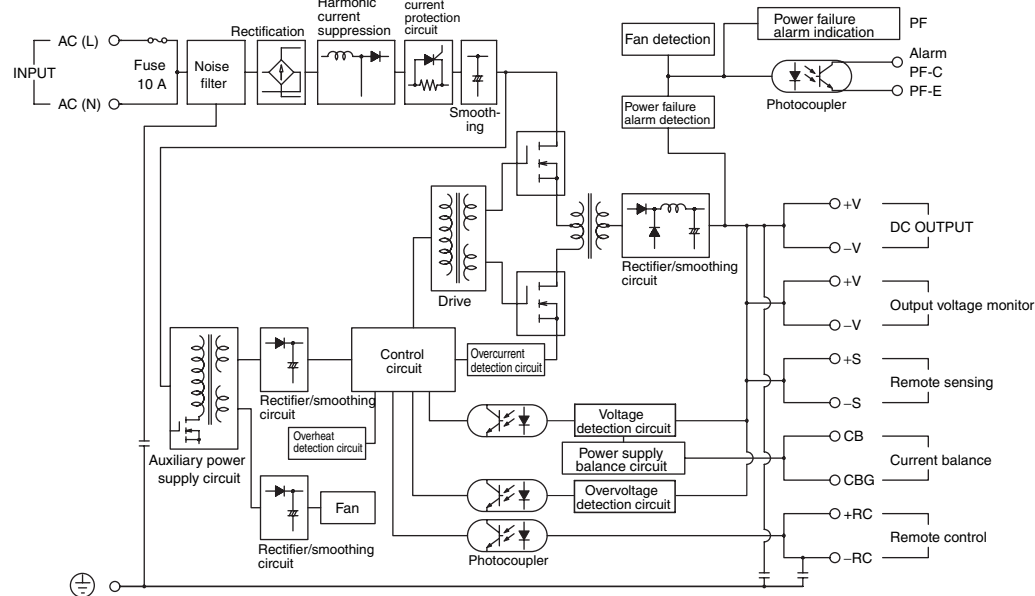 Harmonic
current
suppression
current
protection
circuit
Rectification
AC (L)
INPUT
AC (N)
Fuse
10 A
Noise
filter
Smooth-
ing
Fan detection
Power failure
alarm indication
PF
Alarm
PF-C
PF-E
Photocoupler
Power failure
alarm detection
Drive
Rectifier/smoothing
circuit
+V
DC OUTPUT
–V
+V
Output voltage monitor
–V
+S
Remote sensing
–S
CB
Current balance
CBG
+RC
Remote control
–RC
Control
circuit
Overcurrent
detection circuit
Rectifier/smoothing
circuit
Overheat
detection circuit
Auxiliary power
supply circuit
Voltage
detection circuit
Power supply
balance circuit
Overvoltage
detection circuit
Fan
Rectifier/smoothing
circuit
Photocoupler